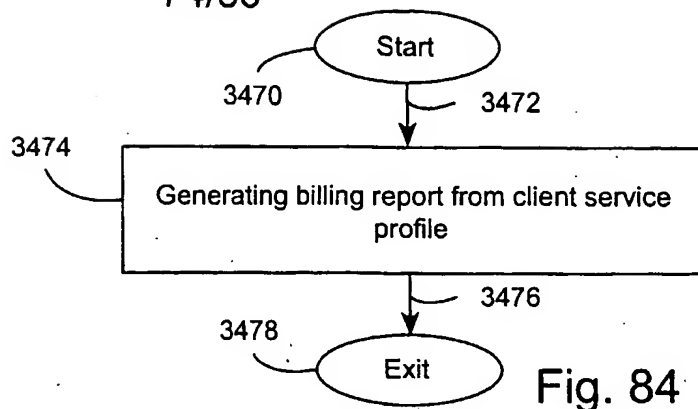 Start
3470
3472
3474
Generating billing report from client service
profile
3476
3478
Exit
Fig. 84